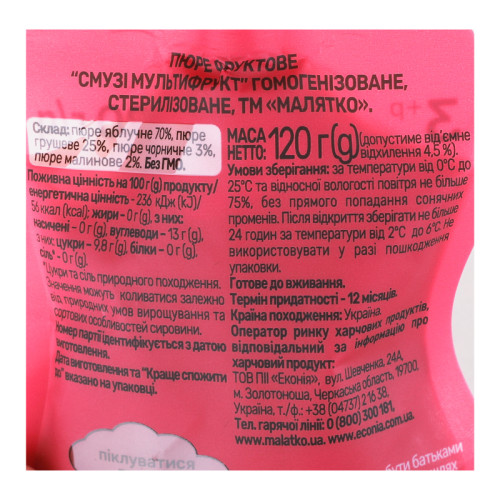 ПЮРЕ ФРУКТОВЕ
"СМУЗІ МУЛЬТИФРУКТ" ГОМОГЕНІЗОВАНЕ,
СТЕРИЛІЗОВАНЕ, ТМ «МАЛЯТКО».
Склад: пюре яблучне 70%, пюре
грушеве 25%, пюре чорничне 3%,
пюре малинове 2%. Без ГМО.
Поживна цінність на 100 г(g) продукту/
енергетична цінність - 236 кДж(kJ)/
56 ккал (kcal); жири - 0 г(g), з них:
насичені - 0 г(g), вуглеводи - 13 г(g)
з них: цукри - 9,8 г(g), білки - 0 г(g),
сіль* - 0 г(g).
*Цукри та сіль природного походження.
Значення можуть коливатися залежно
від природних умов вирощування та
сортових особливостей сировини.
Номер партії ідентифікується з датою
виготовлення.
Дата виготовлення та "Краще спожити
до" вказано на упаковці.
МАСА
НЕТТО: 120 г(g) (допустиме від'ємне
відхилення 4,5 %).
Умови зберігання: за температури від 0°С до
25°С та відносної вологості повітря не більше
75%, без прямого попадання сонячних
променів. Після відкриття зберігати не більше
24 годин за температури від 2°С до 6°С. Не
використовувати у разі пошкодження
упаковки.
Готове до вживання.
Термін придатності - 12 місяців.
Країна походження: Україна.
Оператор ринку харчових продуктів,
відповідальний за інформацію про
харчовий продукт:
ТОВ ПІІ «Еконія», вул. Шевченка, 24А,
м. Золотоноша, Черкаська область, 19700.
Україна, т./ф.: +38 (04737) 2 16 38.
Тел. гарячої лінії: 0 (800) 300 181,
www.malatko.com, www.econia.com.ua
піклуватися
бути батьками